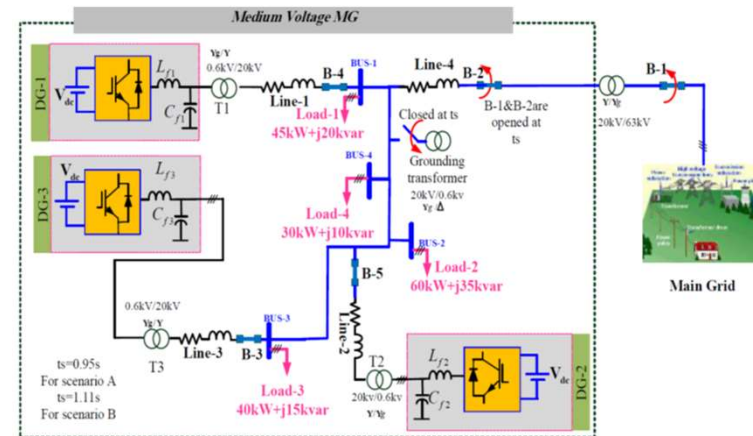 Medium Voltage MG
DG-1
Vdc
Lf1
Cf1
Yg/Y
0.6kV/20kV
T1
Line-1
B-4
BUS-1
Load-1
45kW+j20kvar
Line-4
B-2
B-1&B-2are
opened at
ts
Y/Yg
20kV/63kV
B-1
Closed at ts
Grounding
transformer
20kV/0.6kv
Yg/Δ
DG-3
Vdc
Lf3
Cf3
BUS-4
Load-4
30kW+j10kvar
BUS-2
Load-2
60kW+j35kvar
Main Grid
0.6kV/20kV
Yg/Y
T3
Line-3
B-3
BUS-3
Load-3
40kW+j15kvar
B-5
Line-2
T2
20kv/0.6kv
Y/Yg
Lf2
Cf2
Vdc
DG-2
ts=0.95s
For scenario A
ts=1.11s
For scenario B